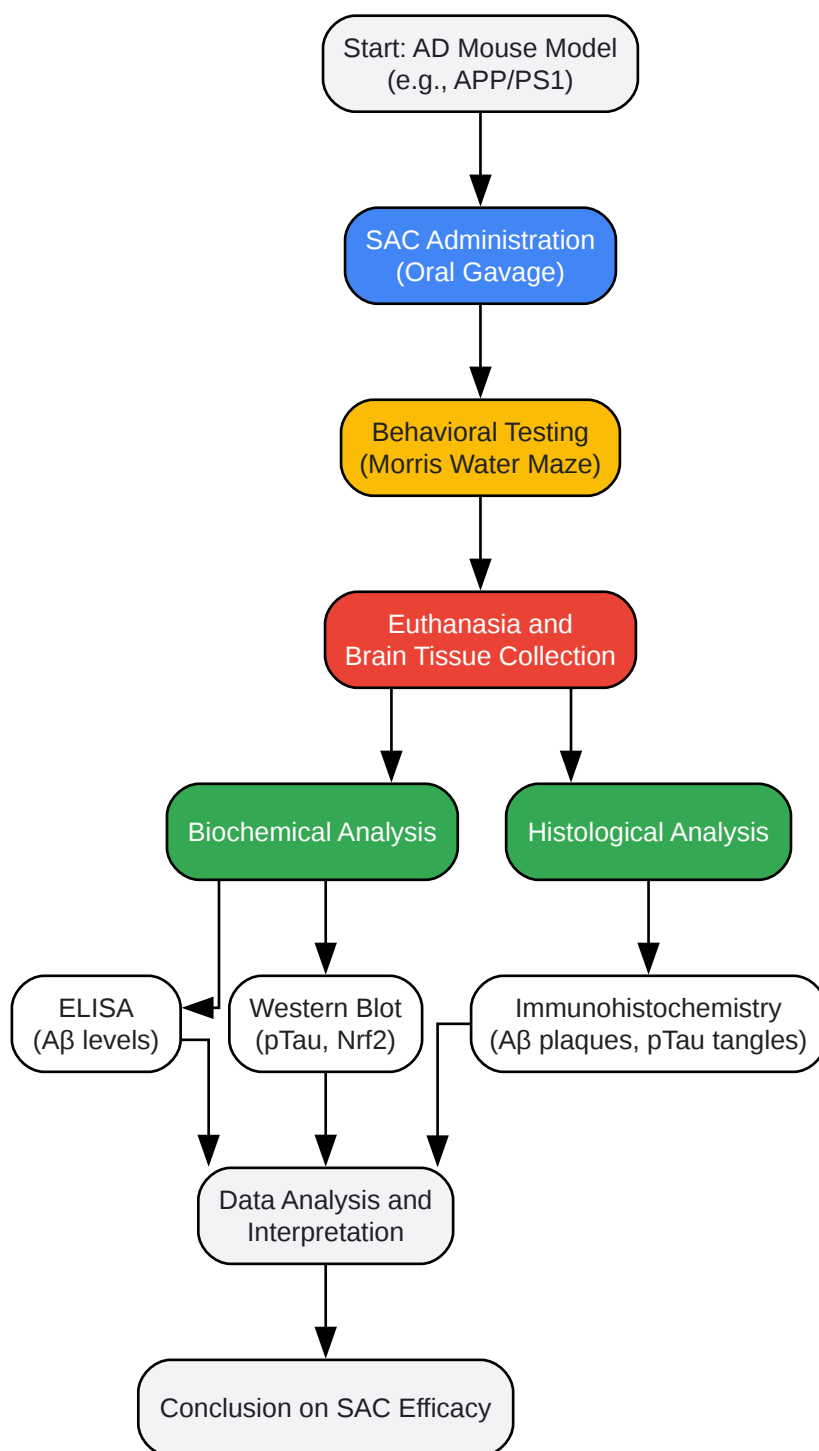 Start: AD Mouse Model
(e.g., APP/PS1)
SAC Administration
(Oral Gavage)
Behavioral Testing
(Morris Water Maze)
Euthanasia and
Brain Tissue Collection
Biochemical Analysis
Histological Analysis
ELISA
(Aβ levels)
Western Blot
(pTau, Nrf2)
Immunohistochemistry
(Aβ plaques, pTau tangles)
Data Analysis and
Interpretation
Conclusion on SAC Efficacy